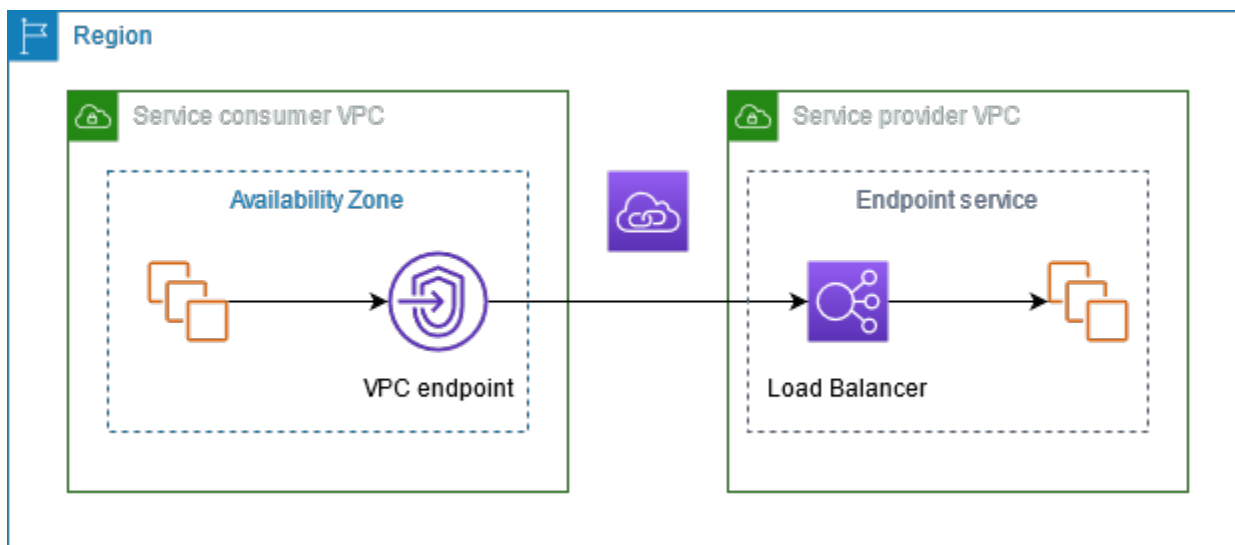 Region
Service consumer VPC
Service provider VPC
Availability Zone
Endpoint service
VPC endpoint
Load Balancer